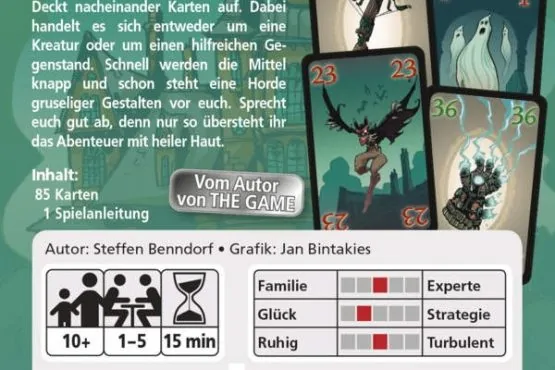 Deckt nacheinander Karten auf. Dabei
handelt es sich entweder um eine
Kreatur oder um einen hilfreichen Ge-
genstand. Schnell werden die Mittel
knapp und schon steht eine Horde
gruseliger Gestalten vor euch. Sprecht
euch gut ab, denn nur so übersteht ihr
das Abenteuer mit heiler Haut.
Inhalt:
85 Karten
1 Spielanleitung
Vom Autor
von THE GAME
23
23
23
23
36
36
Autor: Steffen Benndorf • Grafik: Jan Bintakies
10+
1–5
15 min
Familie Experte
Glück Strategie
Ruhig Turbulent